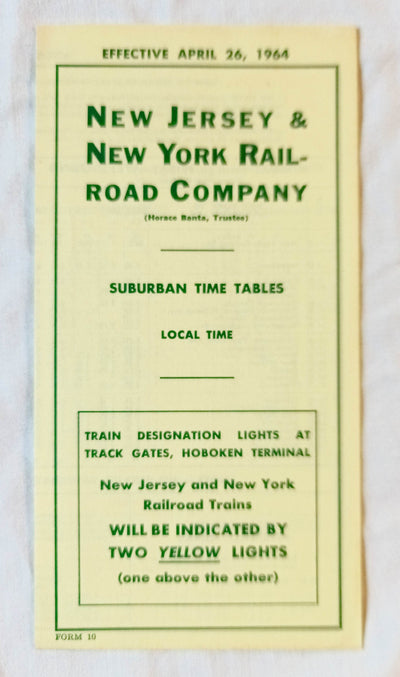 EFFECTIVE APRIL 26, 1964
NEW JERSEY &
NEW YORK RAIL-
ROAD COMPANY
(Horace Banta, Trustee)
SUBURBAN TIME TABLES
LOCAL TIME
TRAIN DESIGNATION LIGHTS AT
TRACK GATES, HOBOKEN TERMINAL
New Jersey and New York
Railroad Trains
WILL BE INDICATED BY
TWO YELLOW LIGHTS
(one above the other)
FORM 10